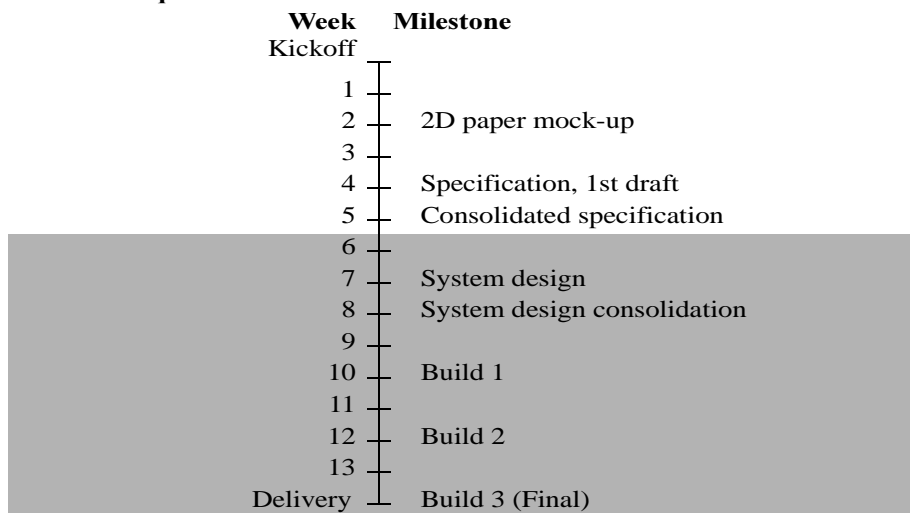 Week Milestone
Kickoff
1
2 2D paper mock-up
3
4 Specification, 1st draft
5 Consolidated specification
6
7 System design
8 System design consolidation
9
10 Build 1
11
12 Build 2
13
Delivery Build 3 (Final)